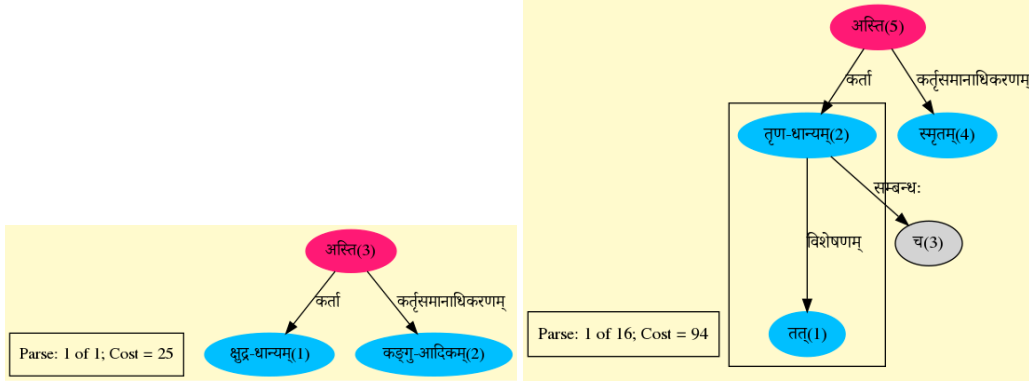 अस्ति(3)
कर्ता
कर्तृसमानाधिकरणम्
क्षुद्र-धान्यम्(1)
कङ्गु-आदिकम्(2)
Parse: 1 of 1; Cost = 25
अस्ति(5)
कर्ता
कर्तृसमानाधिकरणम्
तृण-धान्यम्(2)
स्मृतम्(4)
सम्बन्धः
विशेषणम्
च(3)
तत्(1)
Parse: 1 of 16; Cost = 94